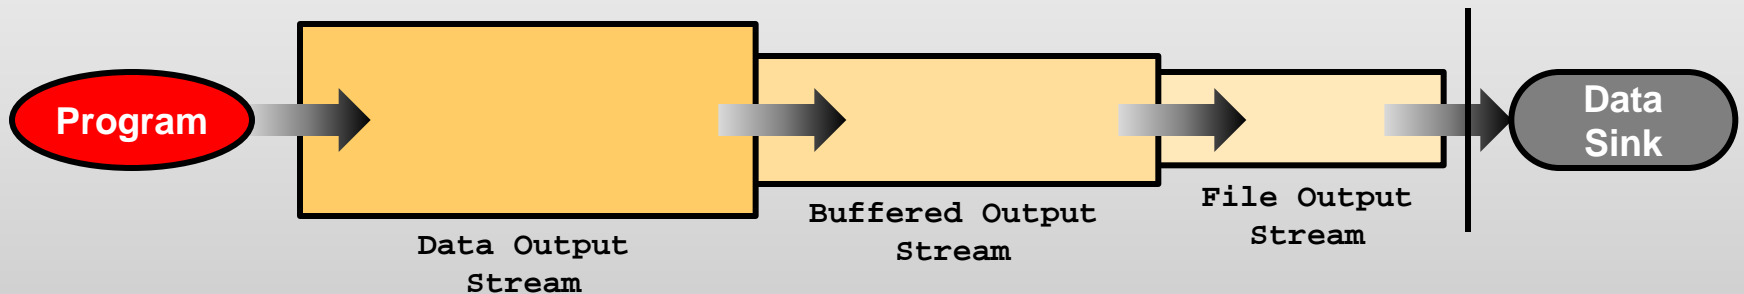 Program
Data Output
Stream
Buffered Output
Stream
File Output
Stream
Data
Sink